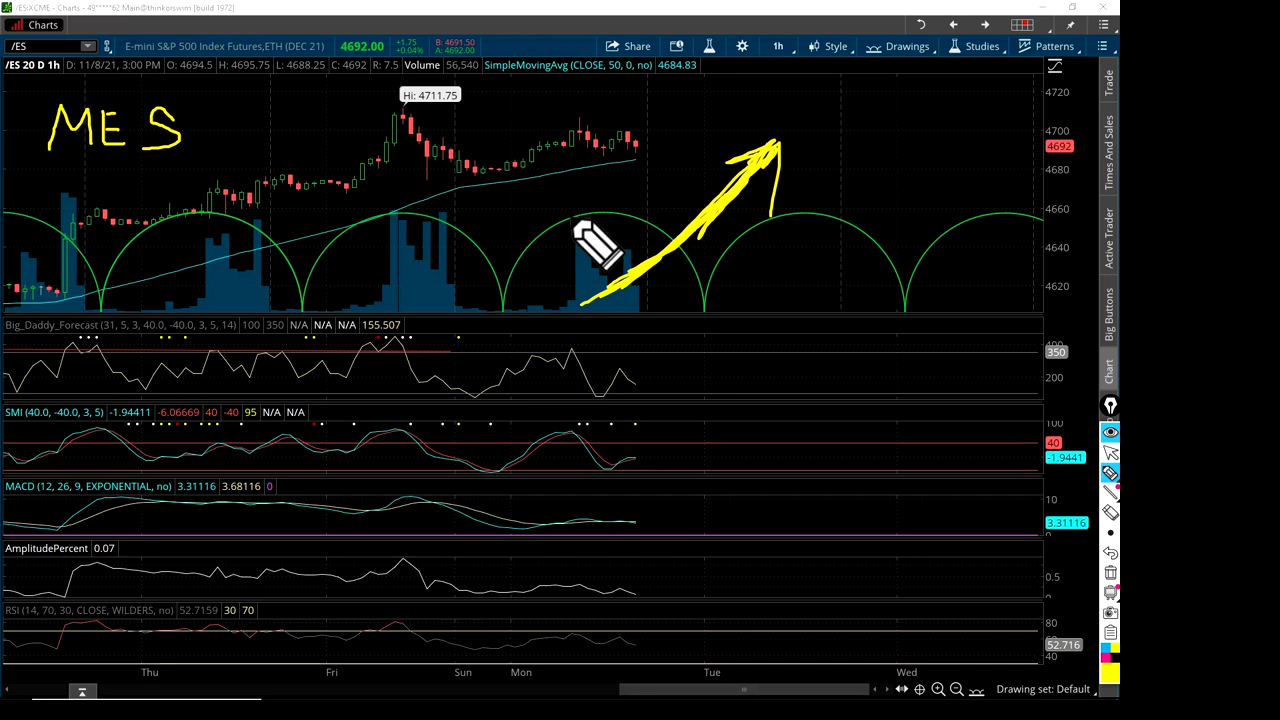 /ES:XCME - Charts - 49*****62 Main@thinkorswim [build 1972]
Charts
/ES E-mini S&P 500 Index Futures,ETH (DEC 21) 4692.00 +1.75 +0.04% B: 4691.50 A: 4692.00 Share 1h Style Drawings Studies Patterns
/ES 20 D 1h D: 11/8/21, 3:00 PM O: 4694.5 H: 4695.75 L: 4688.25 C: 4692 R: 7.5 Volume 56,540 SimpleMovingAvg (CLOSE, 50, 0, no) 4684.83
Hi: 4711.75
MES
4720
4700
4692
4680
4660
4640
4620
Big_Daddy_Forecast (31, 5, 3, 40.0, -40.0, 3, 5, 14) 100 350 N/A N/A N/A 155.507
400
350
200
SMI (40.0, -40.0, 3, 5) -1.94411 -6.06669 40 -40 95 N/A N/A
100
40
-1.9441
MACD (12, 26, 9, EXPONENTIAL, no) 3.31116 3.68116 0
10
3.31116
0
AmplitudePercent 0.07
0.5
RSI (14, 70, 30, CLOSE, WILDERS, no) 52.7159 30 70
80
52.716
40
Thu Fri Sun Mon Tue Wed
Drawing set: Default
Trade
Times And Sales
Active Trader
Big Buttons
Chart